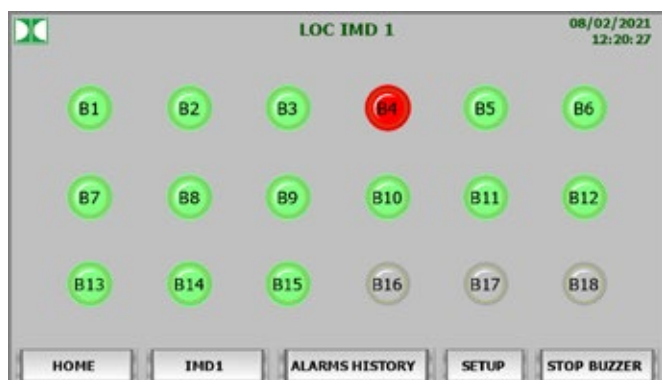 LOC IMD 1
08/02/2021
12:20:27
B1 B2 B3 B4 B5 B6
B7 B8 B9 B10 B11 B12
B13 B14 B15 B16 B17 B18
HOME IMD1 ALARMS HISTORY SETUP STOP BUZZER